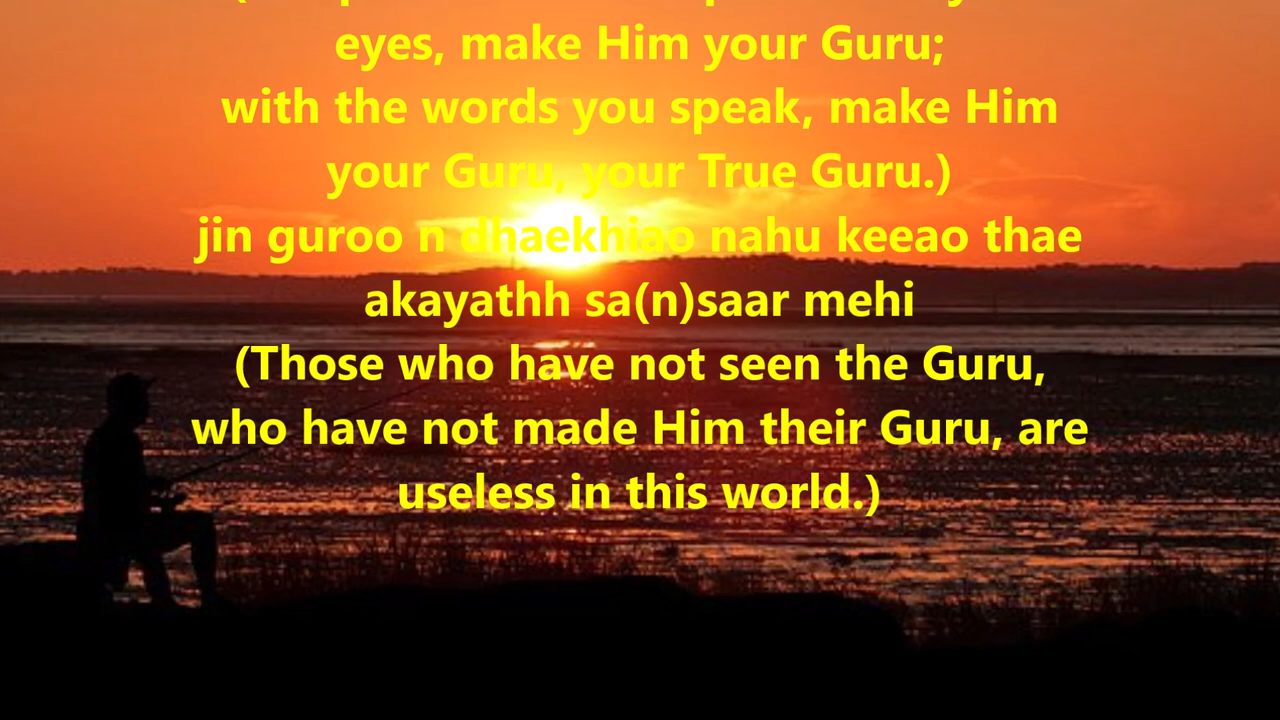 eyes, make Him your Guru;
with the words you speak, make Him
your Guru, your True Guru.)
jin guroo n dhaekhiao nahu keeao thae
akayathh sa(n)saar mehi
(Those who have not seen the Guru,
who have not made Him their Guru, are
useless in this world.)